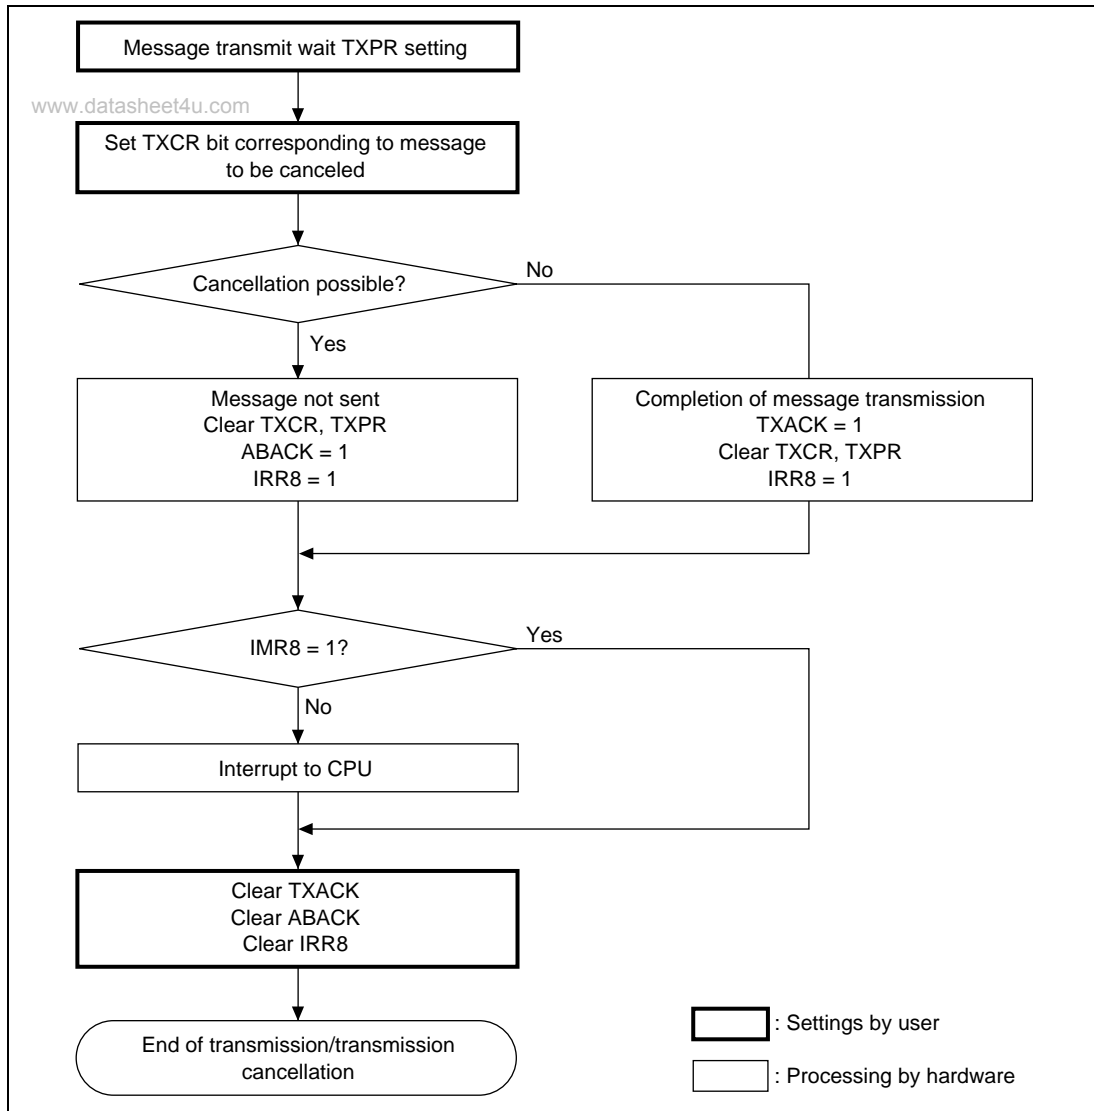 Message transmit wait TXPR setting
www.datasheet4u.com
Set TXCR bit corresponding to message
to be canceled
Cancellation possible?
No
Yes
Message not sent
Clear TXCR, TXPR
ABACK = 1
IRR8 = 1
Completion of message transmission
TXACK = 1
Clear TXCR, TXPR
IRR8 = 1
IMR8 = 1?
Yes
No
Interrupt to CPU
Clear TXACK
Clear ABACK
Clear IRR8
End of transmission/transmission
cancellation
: Settings by user
: Processing by hardware